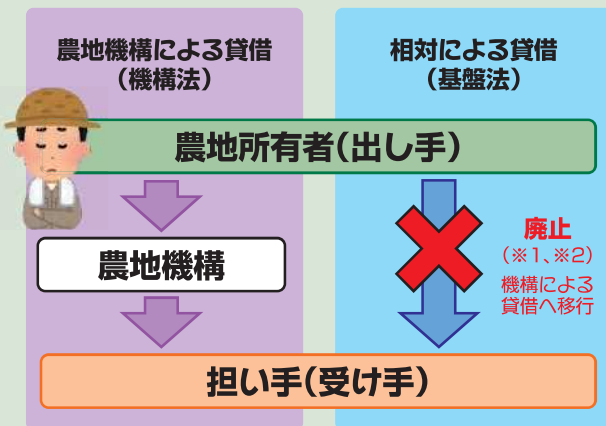 農地機構による貸借
（機構法）
相対による貸借
（基盤法）
農地所有者（出し手）
農地機構
廃止
（※1、※2）
機構による
貸借へ移行
担い手（受け手）